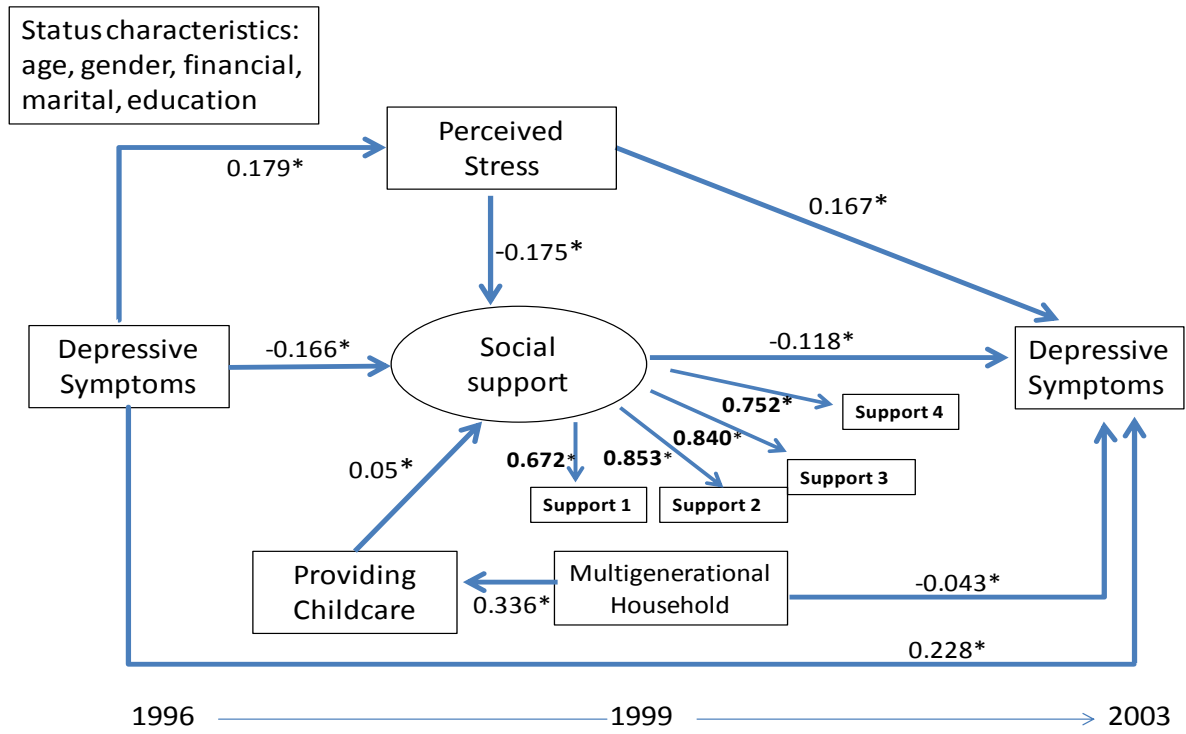 Status characteristics:
age, gender, financial,
marital, education
Perceived
Stress
0.179*
0.167*
-0.175*
Depressive
Symptoms
-0.166*
Social
support
-0.118*
Depressive
Symptoms
0.752*
Support 4
0.840*
0.672*
0.853*
Support 3
Support 1
Support 2
0.05*
Providing
Childcare
0.336*
Multigenerational
Household
-0.043*
0.228*
1996
1999
2003